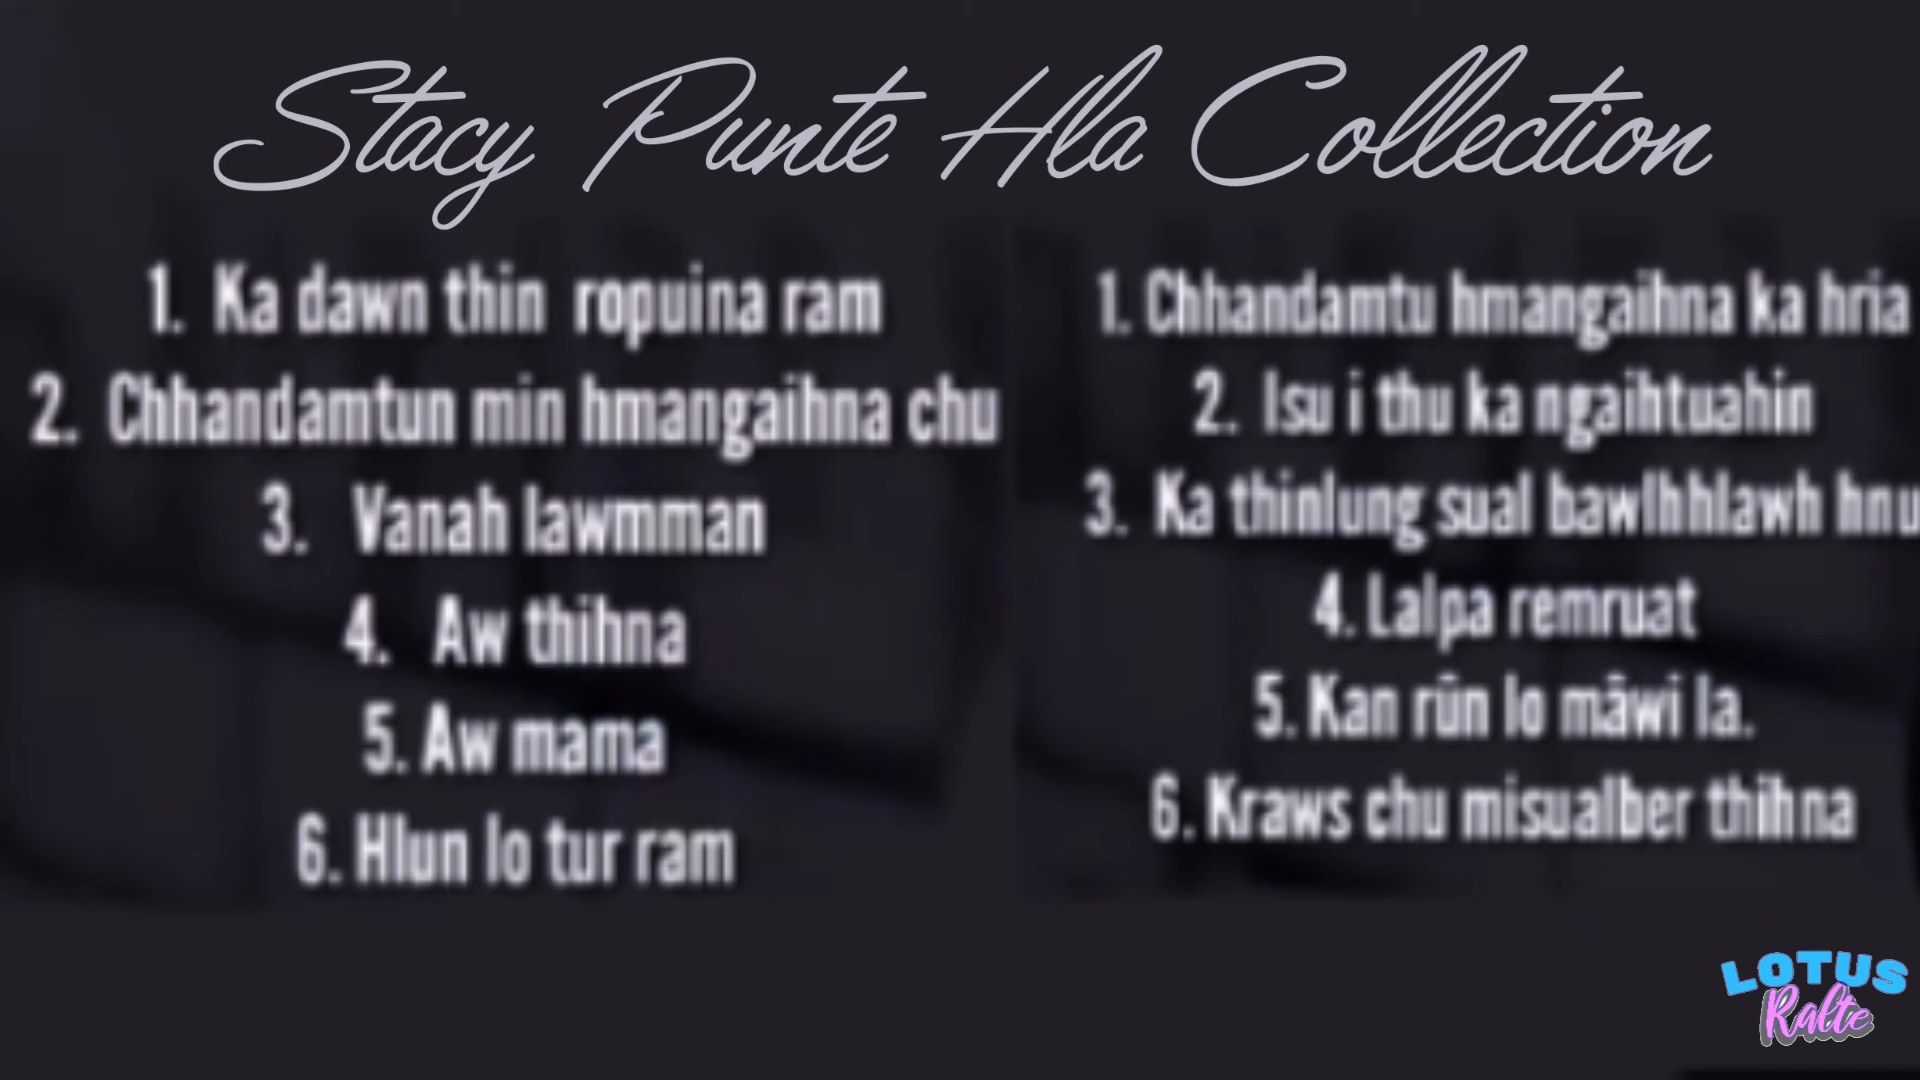 Stacy Punte Hla Collection
1. Ka dawn thin ropuina ram
2. Chhandamtun min hmangaihna chu
3. Vanah lawmman
4. Aw thihna
5. Aw mama
6. Hlun lo tur ram
1. Chhandamtu hmangaihna ka hria
2. Isu i thu ka ngaihtuahin
3. Ka thinlung sual bawlhhlawh hnu
4. Lalpa remruat
5. Kan rūn lo māwi la.
6. Kraws chu misualber thihna
LOTUS
Ralte